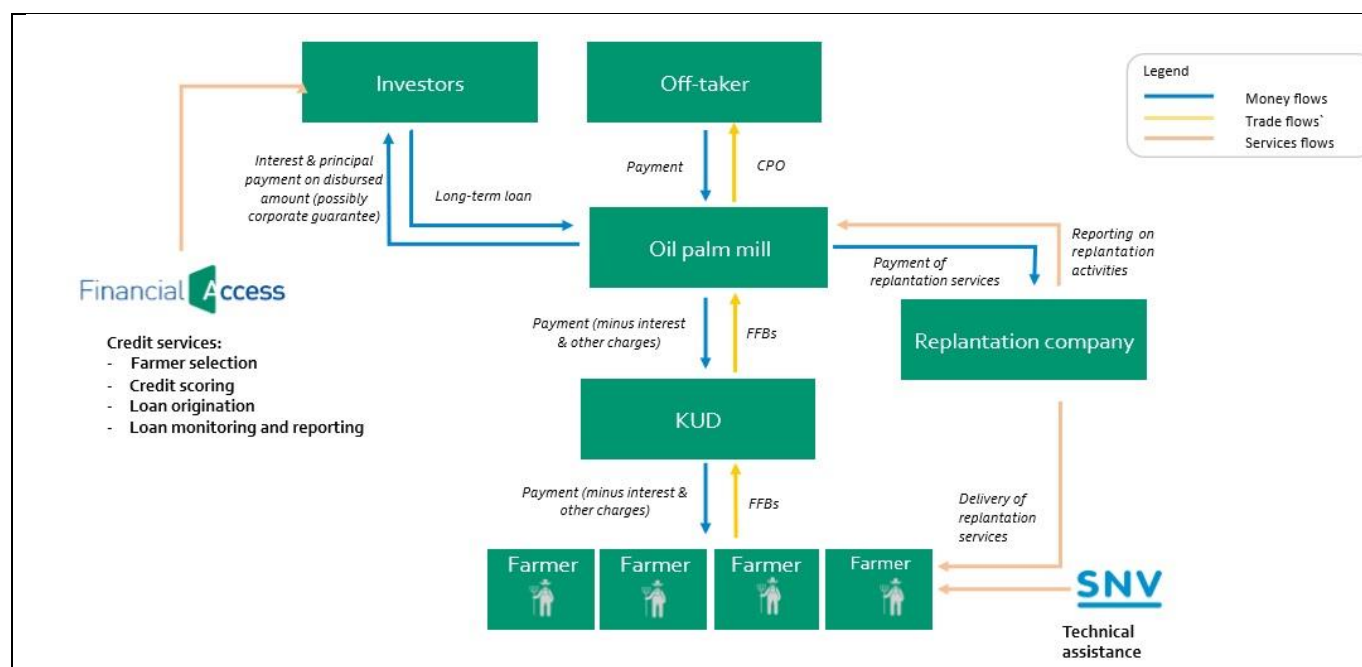 Investors
Off-taker
Legend
Money flows
Trade flows`
Services flows
Interest & principal
payment on disbursed
amount (possibly
corporate guarantee)
Long-term loan
Payment
CPO
Oil palm mill
Reporting on
replantation
activities
Payment of
replantation services
Financial Access
Credit services:
- Farmer selection
- Credit scoring
- Loan origination
- Loan monitoring and reporting
Payment (minus interest
& other charges)
FFBs
Replantation company
KUD
Payment (minus interest &
other charges)
FFBs
Delivery of
replantation
services
Farmer
Farmer
Farmer
Farmer
SNV
Technical
assistance